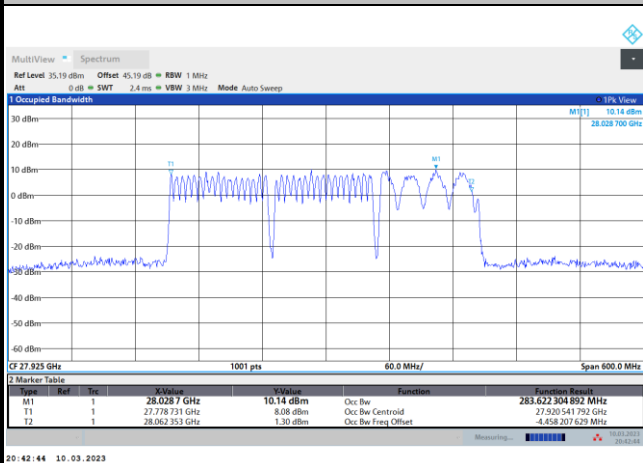 MultiView Spectrum
Ref Level 35.19 dBm Offset 45.19 dB RBW 1 MHz
Att 0 dB SWT 2.4 ms VBW 3 MHz Mode Auto Sweep
1 Occupied Bandwidth 1Pk View
M1[1] 10.14 dBm
28.028 700 GHz
30 dBm
20 dBm
M1
T1
10 dBm
T2
0 dBm
-10 dBm
-20 dBm
-30 dBm
-40 dBm
-50 dBm
-60 dBm
CF 27.925 GHz 1001 pts 60.0 MHz/ Span 600.0 MHz
2 Marker Table
Type Ref Trc X-Value Y-Value Function Function Result
M1 1 28.028 7 GHz 10.14 dBm Occ Bw 283.622 304 892 MHz
T1 1 27.778 731 GHz 8.08 dBm Occ Bw Centroid 27.920 541 792 GHz
T2 1 28.062 353 GHz 1.30 dBm Occ Bw Freq Offset -4.458 207 629 MHz
Measuring... 10.03.2023
20:42:44
20:42:44 10.03.2023